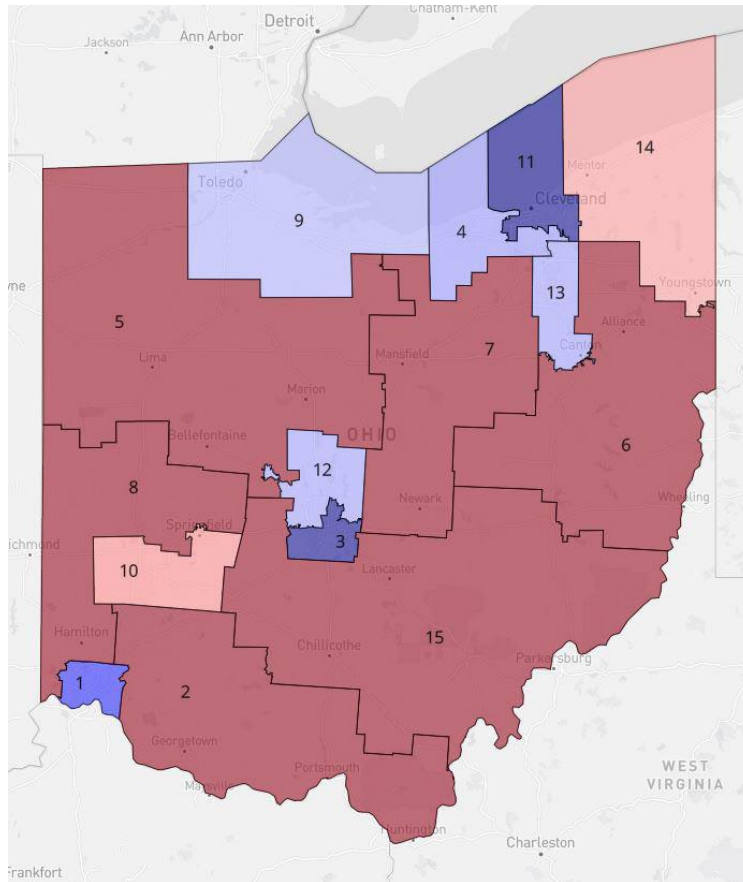 Chatham-Kent
Detroit
Ann Arbor
Jackson
11
14
Mentor
Toledo
Cleveland
9
4
Youngstown
13
5
Alliance
7
Canton
Lima
Mansfield
Marion
OHIO
Bellefontaine
6
12
8
Newark
Wheeling
Springfield
3
10
Lancaster
Hamilton
15
Chillicothe
Parkersburg
1
2
Georgetown
WEST
VIRGINIA
Portsmouth
Huntington
Charleston
Frankfort